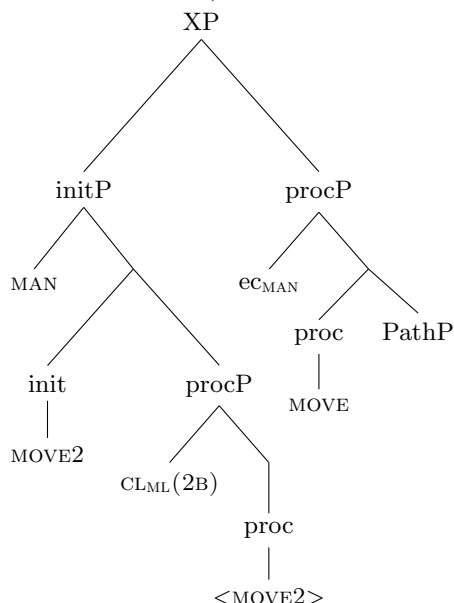 XP
initP procP
MAN ecMAN
proc PathP
init procP
MOVE
MOVE2
CLML(2B)
proc
<MOVE2>